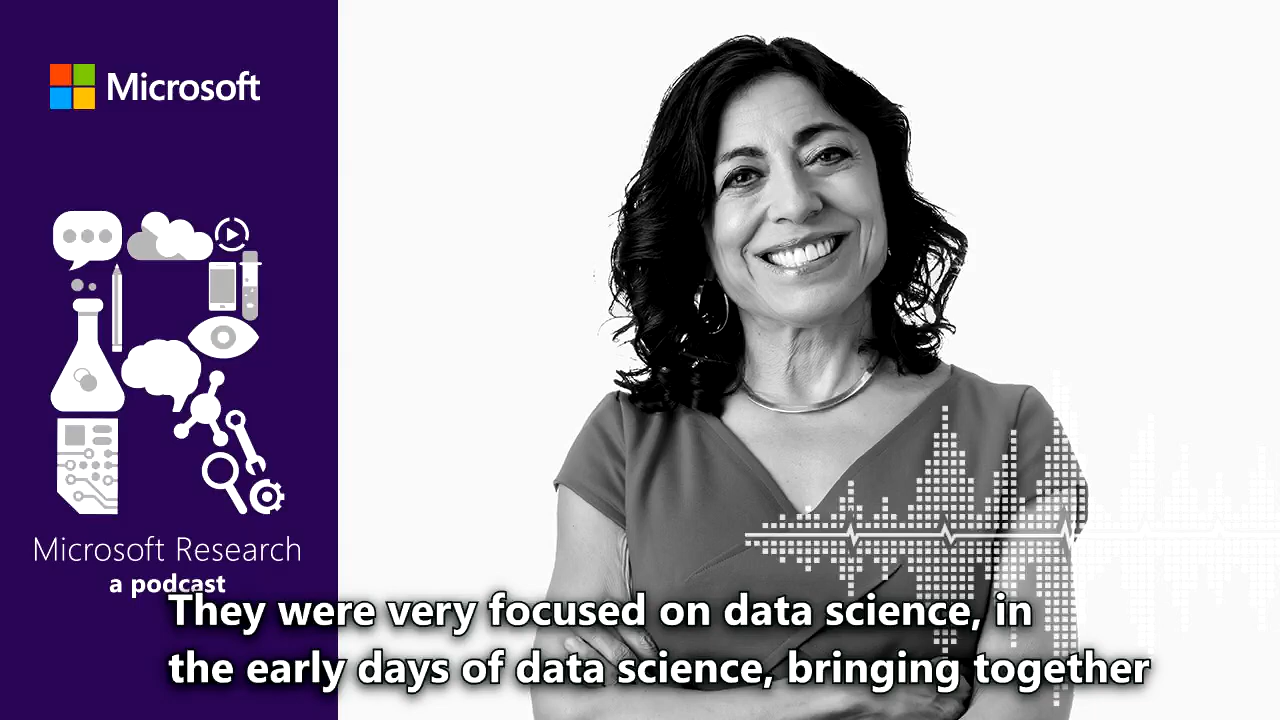 Microsoft
Microsoft Research
a podcast
They were very focused on data science, in
the early days of data science, bringing together